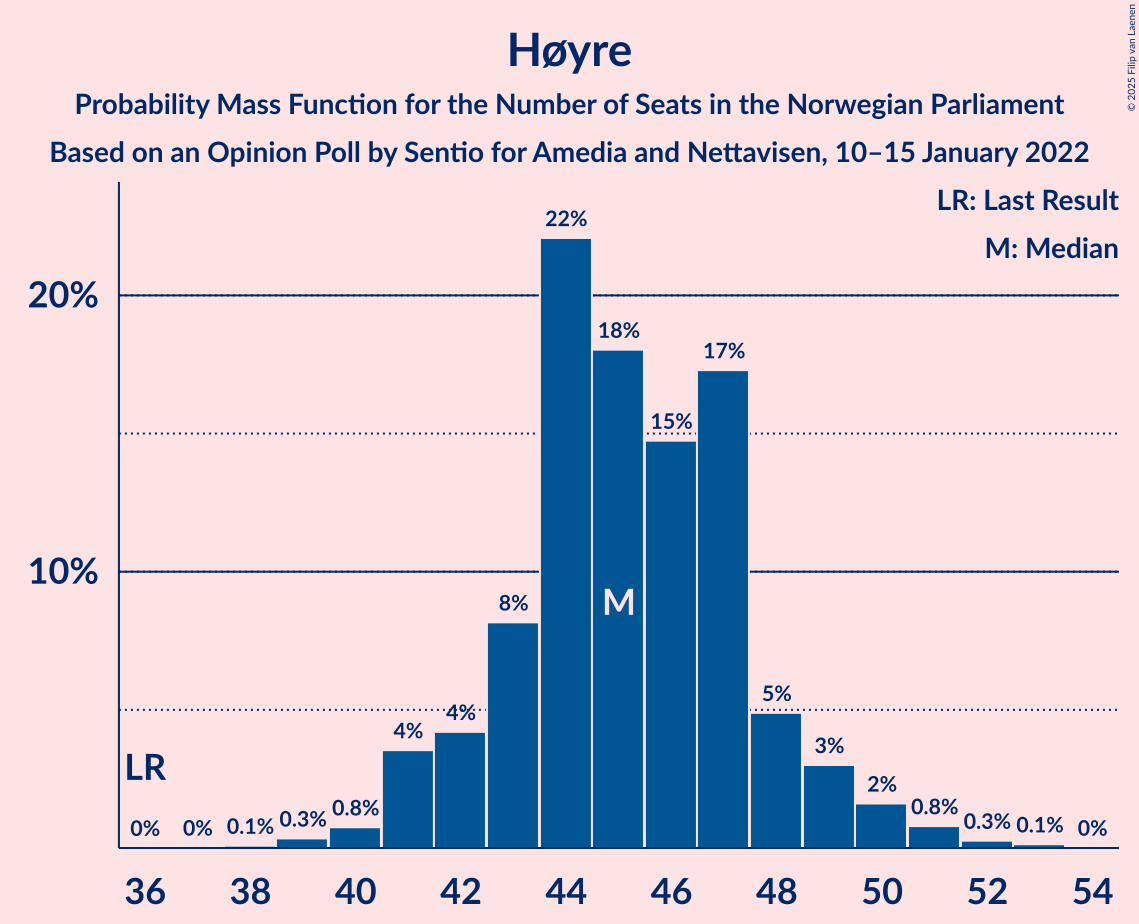 Høyre
Probability Mass Function for the Number of Seats in the Norwegian Parliament
Based on an Opinion Poll by Sentio for Amedia and Nettavisen, 10–15 January 2022
© 2025 Filip van Laenen
LR: Last Result
M: Median
22%
20%
18%
17%
15%
10%
8%
M
5%
4%
4%
3%
LR
2%
0% 0% 0.1% 0.3% 0.8% 0.8% 0.3% 0.1% 0%
36 38 40 42 44 46 48 50 52 54